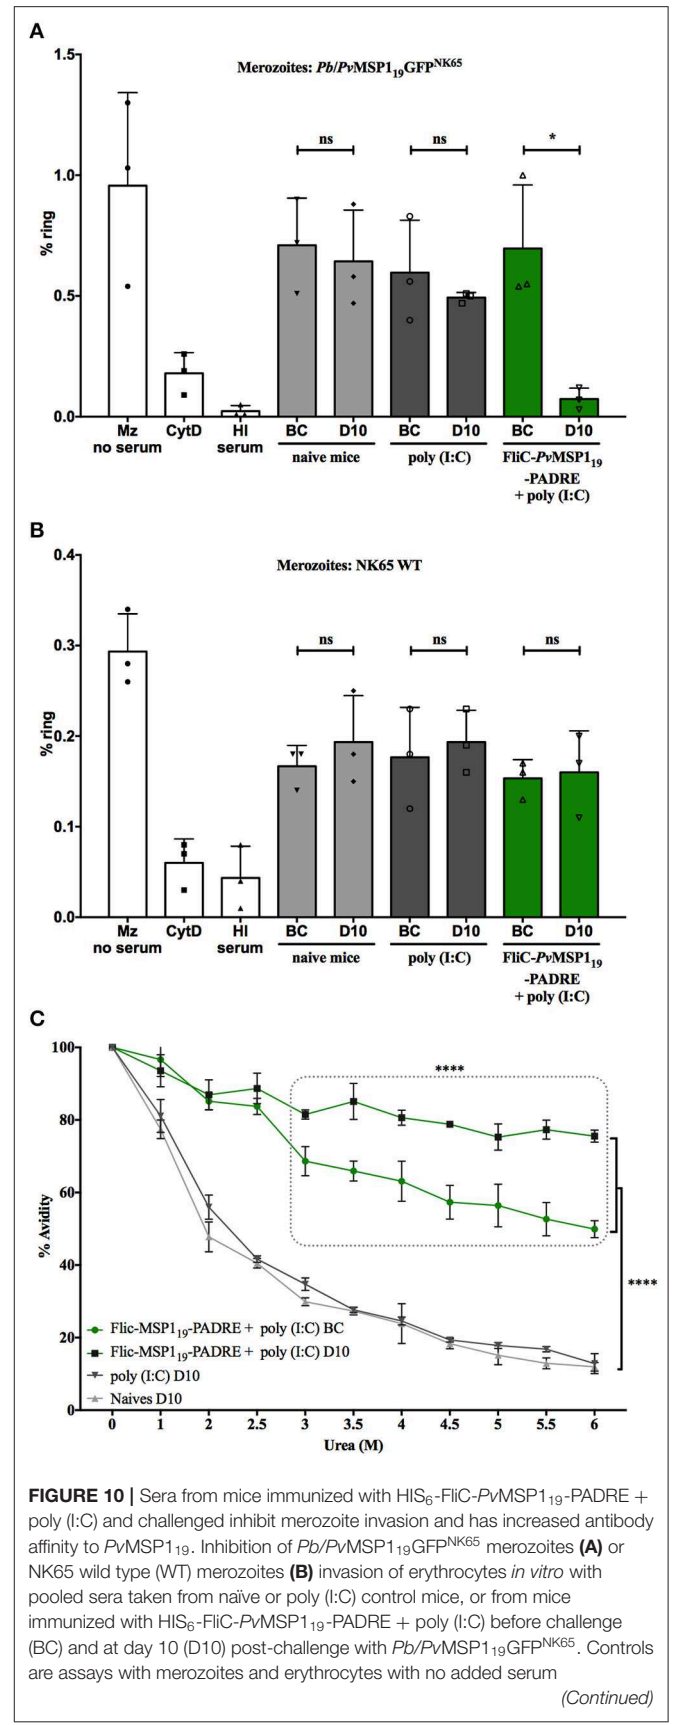 A
Merozoites: Pb/PvMSP1₁₉GFP^NK65
1.5
1.0
0.5
0.0
% ring
ns
ns
*
Mz
no serum
CytD
HI
serum
BC
D10
BC
D10
BC
D10
naive mice
poly (I:C)
FliC-PvMSP1₁₉
-PADRE
+ poly (I:C)
B
Merozoites: NK65 WT
0.4
0.3
0.2
0.1
0.0
% ring
ns
ns
ns
Mz
no serum
CytD
HI
serum
BC
D10
BC
D10
BC
D10
naive mice
poly (I:C)
FliC-PvMSP1₁₉
-PADRE
+ poly (I:C)
C
100
80
60
40
20
0
% Avidity
****
****
Flic-MSP1₁₉-PADRE + poly (I:C) BC
Flic-MSP1₁₉-PADRE + poly (I:C) D10
poly (I:C) D10
Naives D10
0 1 2 2.5 3 3.5 4 4.5 5 5.5 6
Urea (M)
FIGURE 10 | Sera from mice immunized with HIS₆-FliC-PvMSP1₁₉-PADRE +
poly (I:C) and challenged inhibit merozoite invasion and has increased antibody
affinity to PvMSP1₁₉. Inhibition of Pb/PvMSP1₁₉GFP^NK65 merozoites (A) or
NK65 wild type (WT) merozoites (B) invasion of erythrocytes in vitro with
pooled sera taken from naïve or poly (I:C) control mice, or from mice
immunized with HIS₆-FliC-PvMSP1₁₉-PADRE + poly (I:C) before challenge
(BC) and at day 10 (D10) post-challenge with Pb/PvMSP1₁₉GFP^NK65. Controls
are assays with merozoites and erythrocytes with no added serum
(Continued)